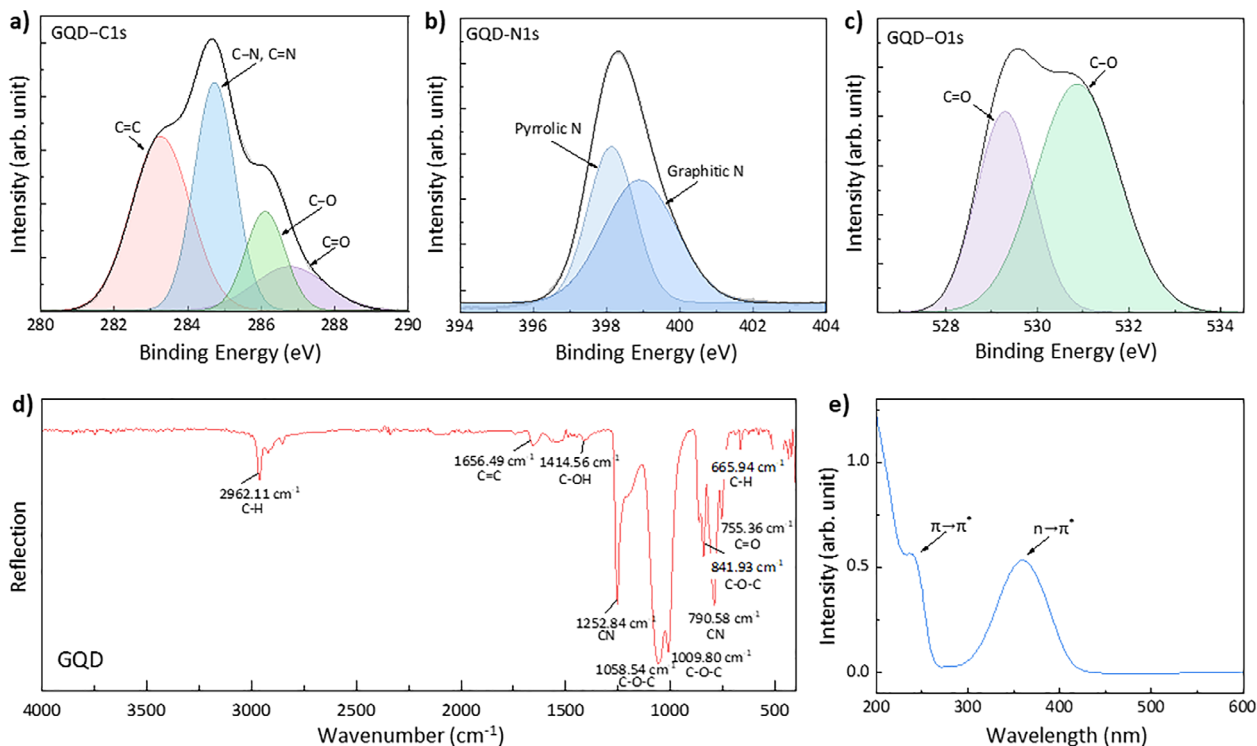 a)
GQD−C1s
C−N, C=N
C=C
C−O
C=O
Intensity (arb. unit)
280 282 284 286 288 290
Binding Energy (eV)
b)
GQD-N1s
Pyrrolic N
Graphitic N
Intensity (arb. unit)
394 396 398 400 402 404
Binding Energy (eV)
c)
GQD−O1s
C−O
C=O
Intensity (arb. unit)
528 530 532 534
Binding Energy (eV)
d)
Reflection
2962.11 cm⁻¹
C-H
1656.49 cm⁻¹
C=C
1414.56 cm⁻¹
C-OH
665.94 cm⁻¹
C-H
755.36 cm⁻¹
C=O
841.93 cm⁻¹
C-O-C
1252.84 cm⁻¹
CN
790.58 cm⁻¹
CN
1058.54 cm⁻¹
C-O-C
1009.80 cm⁻¹
C-O-C
GQD
4000 3500 3000 2500 2000 1500 1000 500
Wavenumber (cm⁻¹)
e)
Intensity (arb. unit)
1.0
0.5
0.0
π→π*
n→π*
200 300 400 500 600
Wavelength (nm)